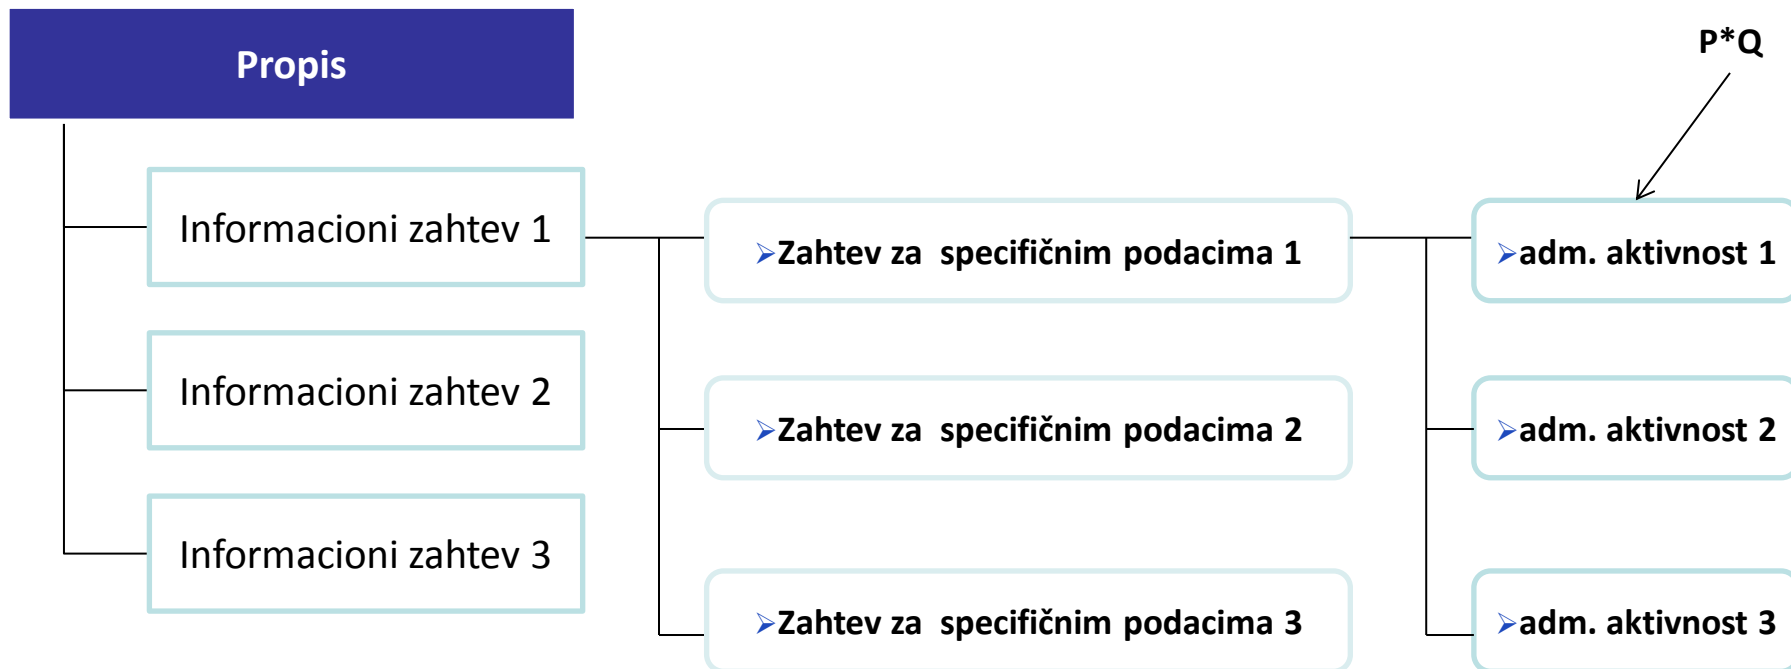 Propis
P*Q
Informacioni zahtev 1
Informacioni zahtev 2
Informacioni zahtev 3
➢Zahtev za  specifičnim podacima 1
➢Zahtev za  specifičnim podacima 2
➢Zahtev za  specifičnim podacima 3
➢adm. aktivnost 1
➢adm. aktivnost 2
➢adm. aktivnost 3